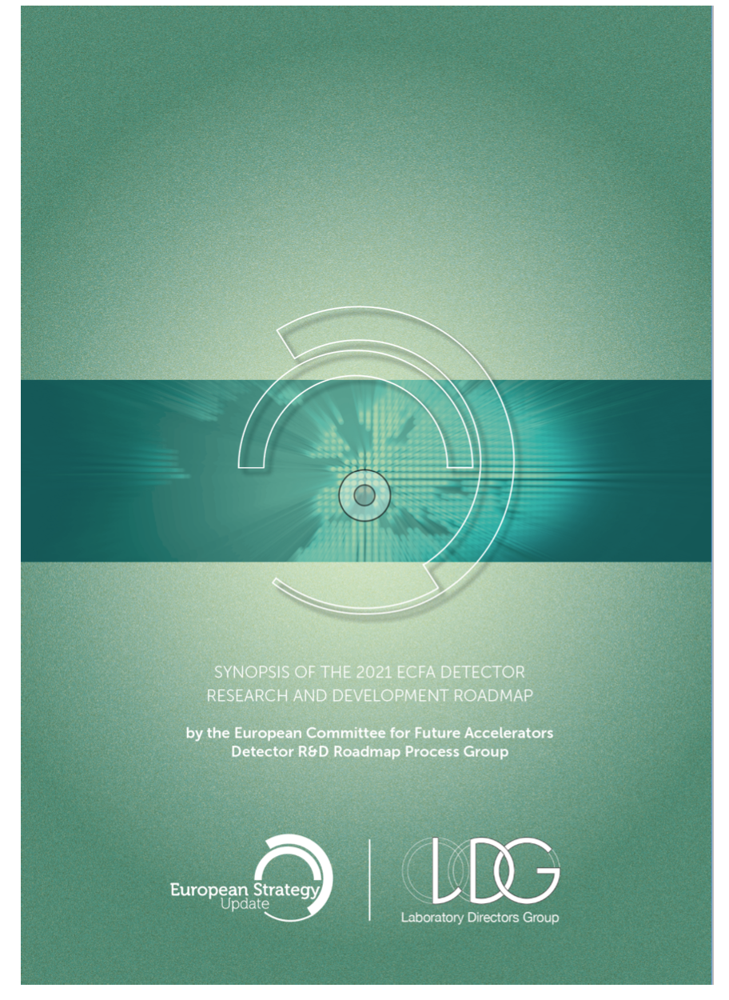 SYNOPSIS OF THE 2021 ECFA DETECTOR
RESEARCH AND DEVELOPMENT ROADMAP
by the European Committee for Future Accelerators
Detector R&D Roadmap Process Group
European Strategy
Update
LDG
Laboratory Directors Group